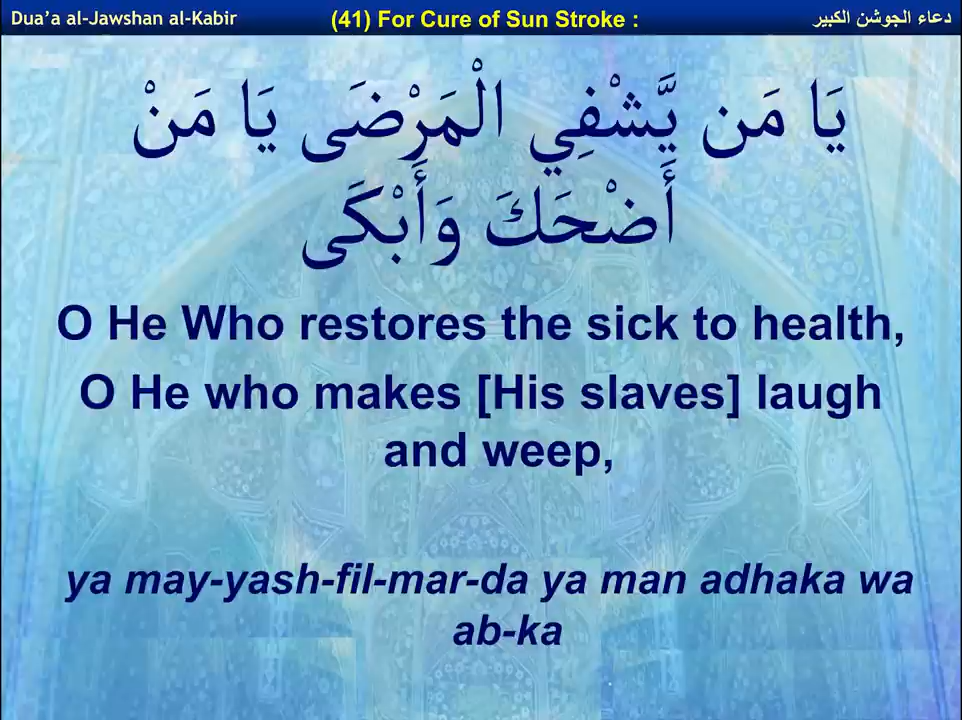 Dua'a al-Jawshan al-Kabir
(41) For Cure of Sun Stroke :
دعاء الجوشن الكبير
يَا مَن يَّشْفِي الْمَرْضَى يَا مَنْ
أَضْحَكَ وَأَبْكَى
O He Who restores the sick to health,
O He who makes [His slaves] laugh
and weep,
ya may-yash-fil-mar-da ya man adhaka wa
ab-ka